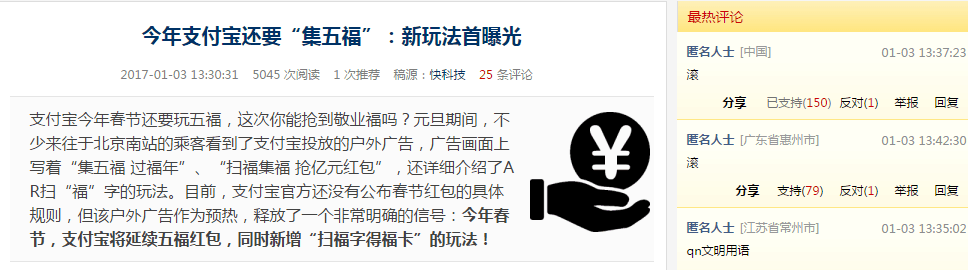 今年支付宝还要“集五福”：新玩法首曝光
2017-01-03 13:30:31 5045 次阅读 1 次推荐 稿源：快科技 25 条评论
支付宝今年春节还要玩五福，这次你能抢到敬业福吗？元旦期间，不
少来往于北京南站的乘客看到了支付宝投放的户外广告，广告画面上
写着“集五福 过福年”、“扫福集福 抢亿元红包”，还详细介绍了A
R扫“福”字的玩法。目前，支付宝官方还没有公布春节红包的具体
规则，但该户外广告作为预热，释放了一个非常明确的信号：今年春
节，支付宝将延续五福红包，同时新增“扫福字得福卡”的玩法！
¥
最热评论
匿名人士 [中国] 01-03 13:37:23
滚
分享 已支持(150) 反对(1) 举报 回复
匿名人士 [广东省惠州市] 01-03 13:42:30
滚
分享 支持(79) 反对(1) 举报 回复
匿名人士 [江苏省常州市] 01-03 13:35:02
qn文明用语